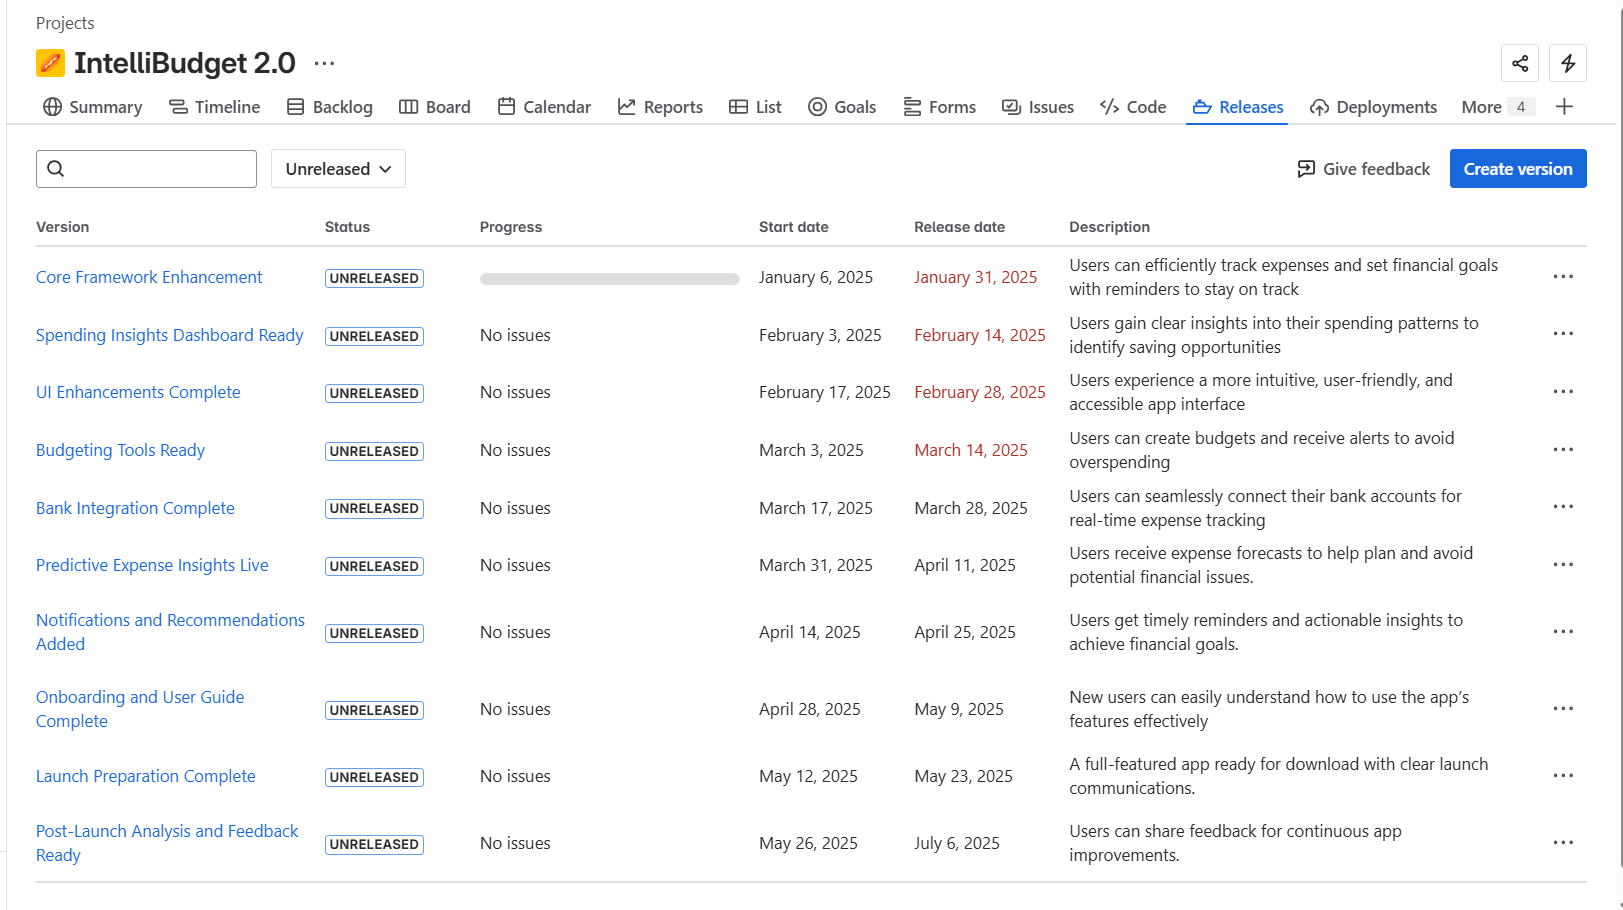 Projects
IntelliBudget 2.0
Summary Timeline Backlog Board Calendar Reports List Goals Forms Issues Code Releases Deployments More 4
Unreleased Give feedback Create version
Version Status Progress Start date Release date Description
Core Framework Enhancement UNRELEASED January 6, 2025 January 31, 2025 Users can efficiently track expenses and set financial goals
with reminders to stay on track
Spending Insights Dashboard Ready UNRELEASED No issues February 3, 2025 February 14, 2025 Users gain clear insights into their spending patterns to
identify saving opportunities
UI Enhancements Complete UNRELEASED No issues February 17, 2025 February 28, 2025 Users experience a more intuitive, user-friendly, and
accessible app interface
Budgeting Tools Ready UNRELEASED No issues March 3, 2025 March 14, 2025 Users can create budgets and receive alerts to avoid
overspending
Bank Integration Complete UNRELEASED No issues March 17, 2025 March 28, 2025 Users can seamlessly connect their bank accounts for
real-time expense tracking
Predictive Expense Insights Live UNRELEASED No issues March 31, 2025 April 11, 2025 Users receive expense forecasts to help plan and avoid
potential financial issues.
Notifications and Recommendations
Added UNRELEASED No issues April 14, 2025 April 25, 2025 Users get timely reminders and actionable insights to
achieve financial goals.
Onboarding and User Guide
Complete UNRELEASED No issues April 28, 2025 May 9, 2025 New users can easily understand how to use the app’s
features effectively
Launch Preparation Complete UNRELEASED No issues May 12, 2025 May 23, 2025 A full-featured app ready for download with clear launch
communications.
Post-Launch Analysis and Feedback
Ready UNRELEASED No issues May 26, 2025 July 6, 2025 Users can share feedback for continuous app
improvements.